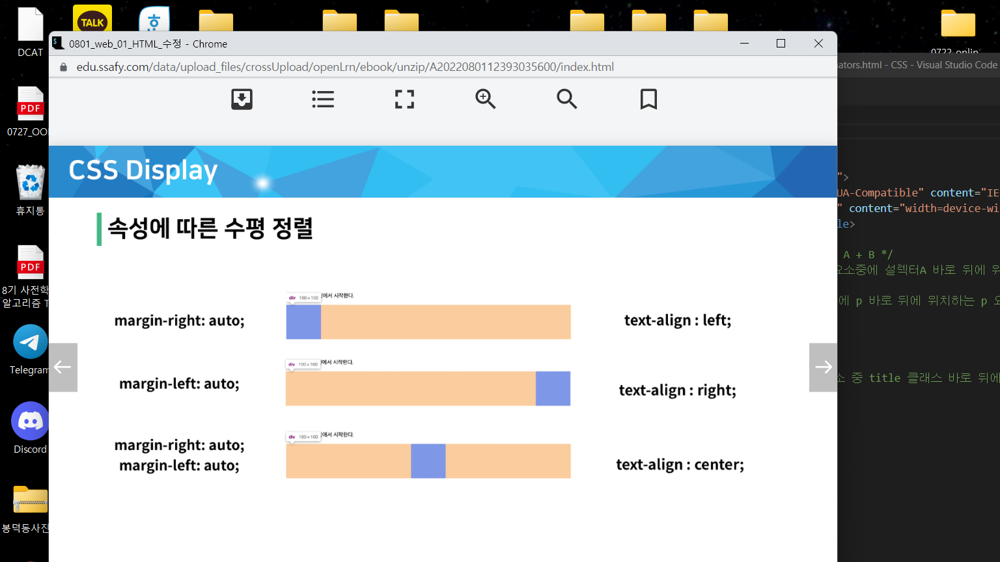 DCAT
TALK
한
0722_onlin
0801_web_01_HTML_수정 - Chrome
edu.ssafy.com/data/upload_files/crossUpload/openLrn/ebook/unzip/A2022080112393035600/index.html
ators.html - CSS - Visual Studio Code
PDF
0727_OO
휴지통
PDF
8기 사전학
알고리즘 T
Telegram
Discord
봉덕동사진
CSS Display
속성에 따른 수평 정렬
margin-right: auto;
div 100×100
에서 시작한다.
text-align : left;
margin-left: auto;
div 100×100
에서 시작한다.
text-align : right;
margin-right: auto;
margin-left: auto;
div 100×100
에서 시작한다.
text-align : center;
">
UA-Compatible" content="IE
" content="width=device-wi
le>
A + B */
요소중에 설렉터A 바로 뒤에 위
에 p 바로 뒤에 위치하는 p 요
소 중 title 클래스 바로 뒤에